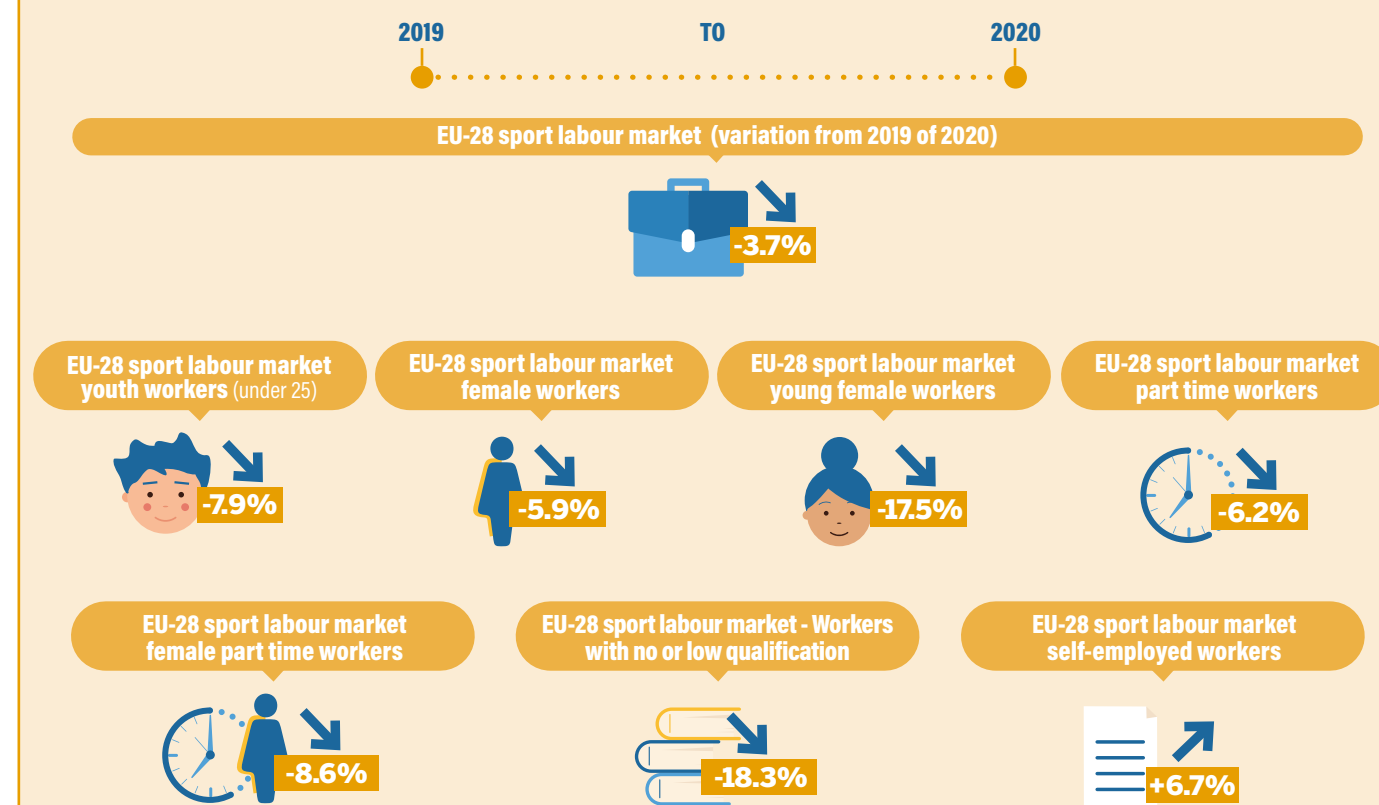 2019 TO 2020
EU-28 sport labour market (variation from 2019 of 2020)
-3.7%
EU-28 sport labour market
youth workers (under 25)
-7.9%
EU-28 sport labour market
female workers
-5.9%
EU-28 sport labour market
young female workers
-17.5%
EU-28 sport labour market
part time workers
-6.2%
EU-28 sport labour market
female part time workers
-8.6%
EU-28 sport labour market - Workers
with no or low qualification
-18.3%
EU-28 sport labour market
self-employed workers
+6.7%